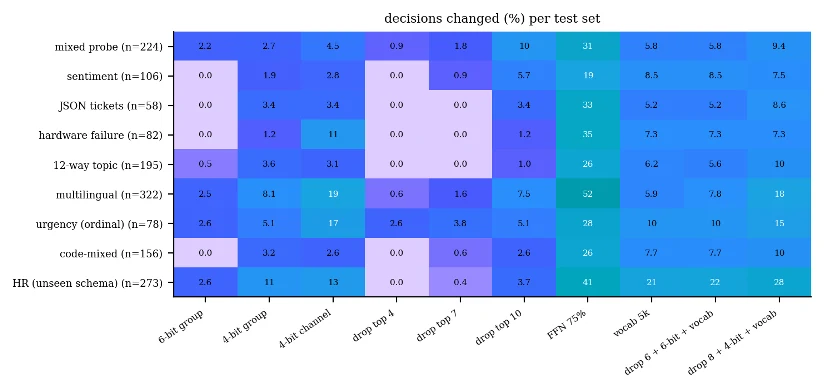 decisions changed (%) per test set
mixed probe (n=224) 2.2 2.7 4.5 0.9 1.8 10 31 5.8 5.8 9.4
sentiment (n=106) 0.0 1.9 2.8 0.0 0.9 5.7 19 8.5 8.5 7.5
JSON tickets (n=58) 0.0 3.4 3.4 0.0 0.0 3.4 33 5.2 5.2 8.6
hardware failure (n=82) 0.0 1.2 11 0.0 0.0 1.2 35 7.3 7.3 7.3
12-way topic (n=195) 0.5 3.6 3.1 0.0 0.0 1.0 26 6.2 5.6 10
multilingual (n=322) 2.5 8.1 19 0.6 1.6 7.5 52 5.9 7.8 18
urgency (ordinal) (n=78) 2.6 5.1 17 2.6 3.8 5.1 28 10 10 15
code-mixed (n=156) 0.0 3.2 2.6 0.0 0.6 2.6 26 7.7 7.7 10
HR (unseen schema) (n=273) 2.6 11 13 0.0 0.4 3.7 41 21 22 28
6-bit group
4-bit group
4-bit channel
drop top 4
drop top 7
drop top 10
FFN 75%
vocab 5k
drop 6 + 6-bit + vocab
drop 8 + 4-bit + vocab